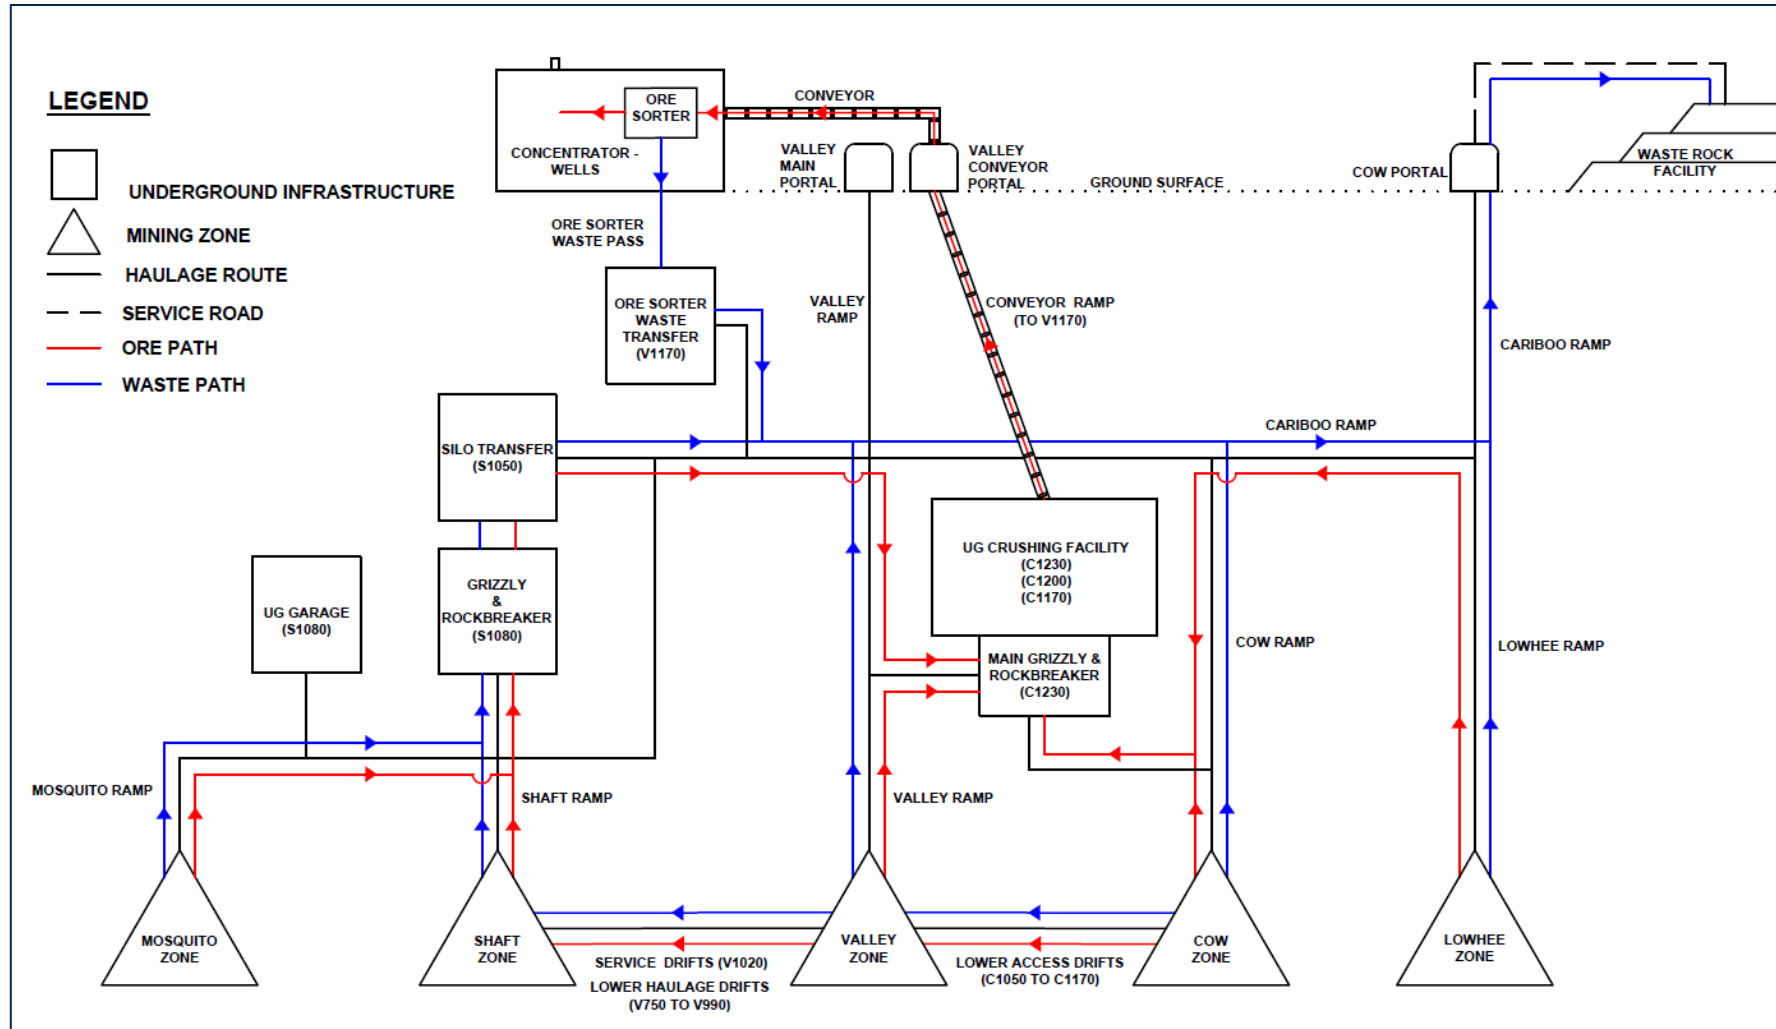 LEGEND
UNDERGROUND INFRASTRUCTURE
MINING ZONE
HAULAGE ROUTE
SERVICE ROAD
ORE PATH
WASTE PATH
ORE
SORTER
CONCENTRATOR -
WELLS
CONVEYOR
VALLEY
MAIN
PORTAL
VALLEY
CONVEYOR
PORTAL
GROUND SURFACE
COW PORTAL
WASTE ROCK
FACILITY
ORE SORTER
WASTE PASS
ORE SORTER
WASTE
TRANSFER
(V1170)
VALLEY
RAMP
CONVEYOR RAMP
(TO V1170)
CARIBOO RAMP
CARIBOO RAMP
SILO TRANSFER
(S1050)
UG GARAGE
(S1080)
GRIZZLY
&
ROCKBREAKER
(S1080)
UG CRUSHING FACILITY
(C1230)
(C1200)
(C1170)
MAIN GRIZZLY &
ROCKBREAKER
(C1230)
COW RAMP
LOWHEE RAMP
MOSQUITO RAMP
SHAFT RAMP
VALLEY RAMP
MOSQUITO
ZONE
SHAFT
ZONE
SERVICE DRIFTS (V1020)
LOWER HAULAGE DRIFTS
(V750 TO V990)
VALLEY
ZONE
LOWER ACCESS DRIFTS
(C1050 TO C1170)
COW
ZONE
LOWHEE
ZONE